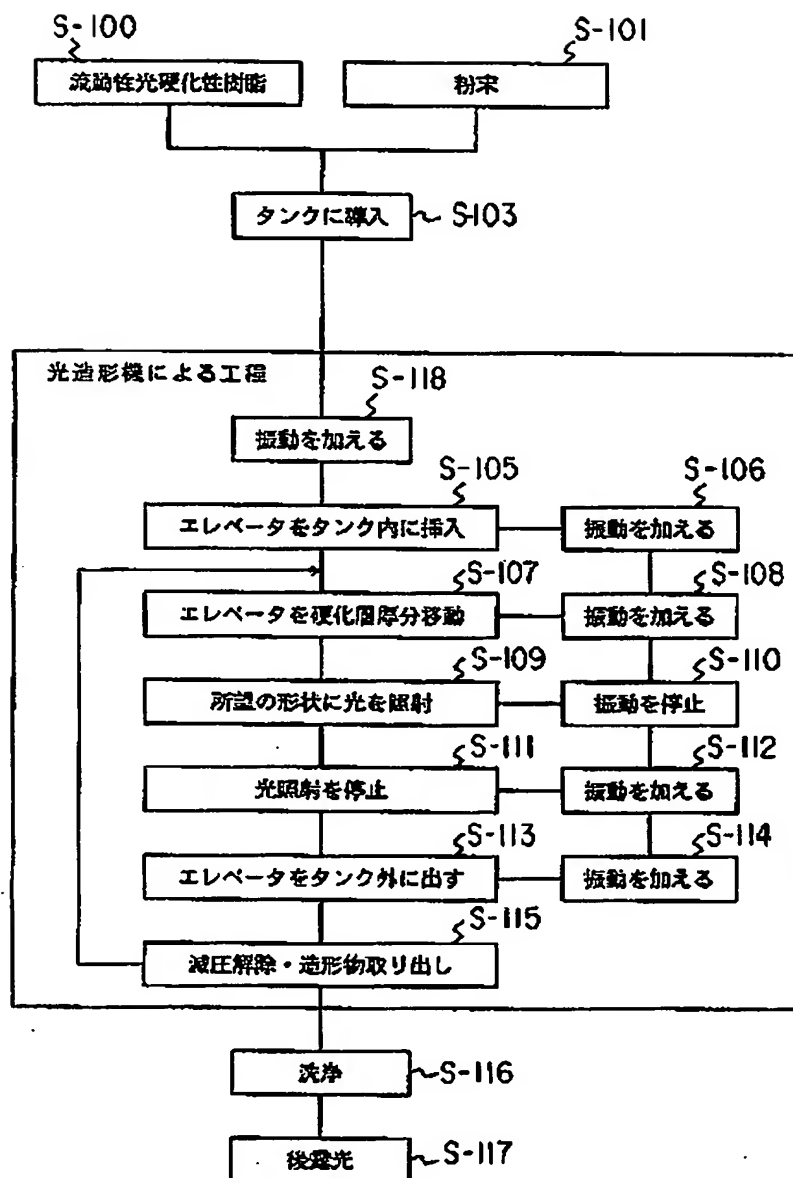 S-100
S-101
流動性光硬化性樹脂
粉末
タンクに導入
S-103
光造形機による工程
S-118
振動を加える
S-105
S-106
エレベータをタンク内に挿入
振動を加える
S-107
S-108
エレベータを硬化層厚分移動
振動を加える
S-109
S-110
所望の形状に光を照射
振動を停止
S-111
S-112
光照射を停止
振動を加える
S-113
S-114
エレベータをタンク外に出す
振動を加える
S-115
減圧解除・造形物取り出し
洗浄
S-116
後露光
S-117